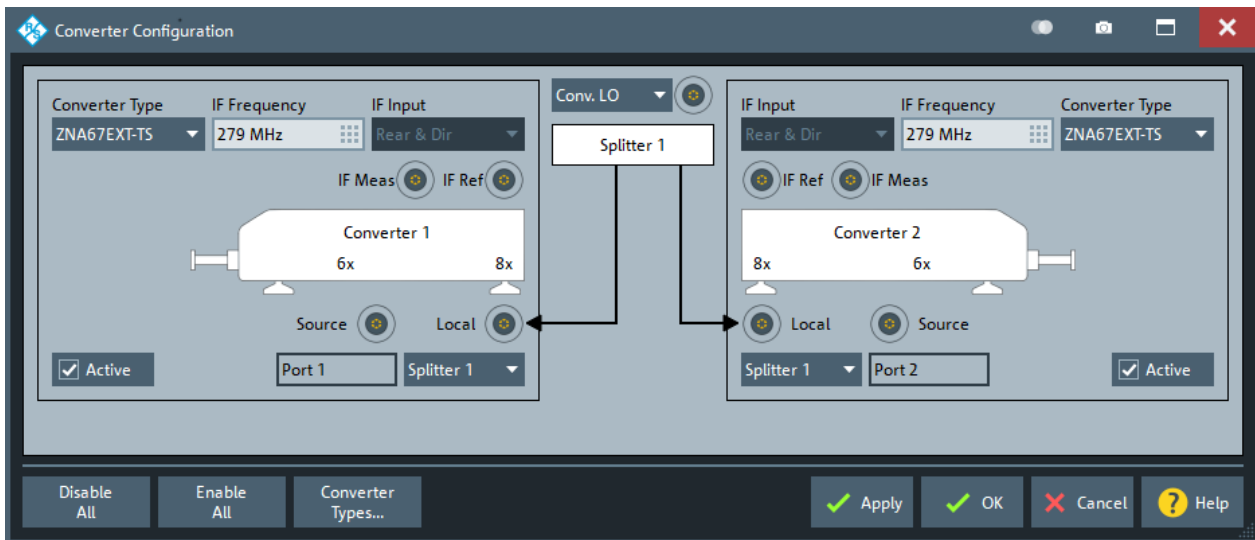 Converter Configuration
Converter Type IF Frequency IF Input
ZNA67EXT-TS 279 MHz Rear & Dir
IF Meas IF Ref
Converter 1
6x 8x
Source Local
Active Port 1 Splitter 1
Conv. LO
Splitter 1
IF Input IF Frequency Converter Type
Rear & Dir 279 MHz ZNA67EXT-TS
IF Ref IF Meas
Converter 2
8x 6x
Local Source
Splitter 1 Port 2 Active
Disable All Enable All Converter Types... Apply OK Cancel ? Help